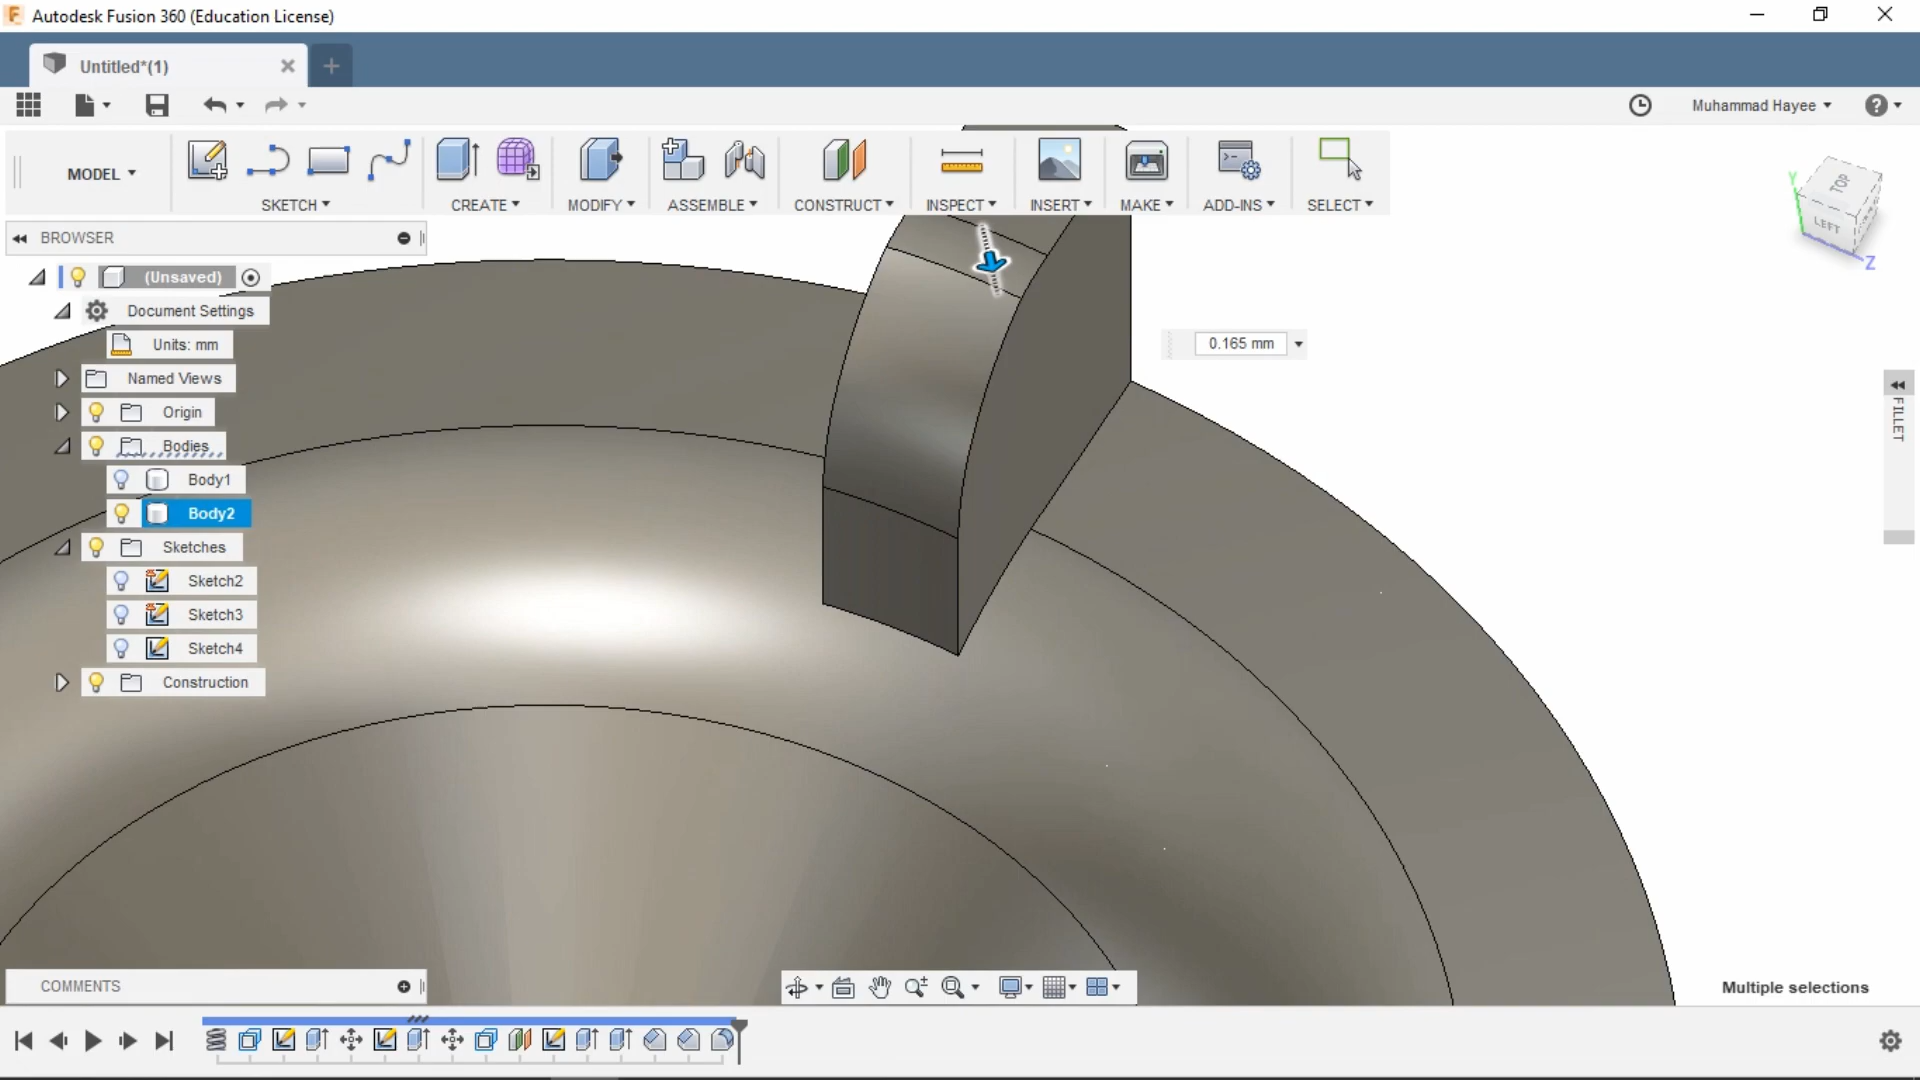 Autodesk Fusion 360 (Education License)
Untitled*(1)
Muhammad Hayee
MODEL
SKETCH
CREATE
MODIFY
ASSEMBLE
CONSTRUCT
INSPECT
INSERT
MAKE
ADD-INS
SELECT
TOP
LEFT
Y
Z
BROWSER
(Unsaved)
Document Settings
Units: mm
Named Views
Origin
Bodies
Body1
Body2
Sketches
Sketch2
Sketch3
Sketch4
Construction
0.165 mm
FILLET
COMMENTS
Multiple selections